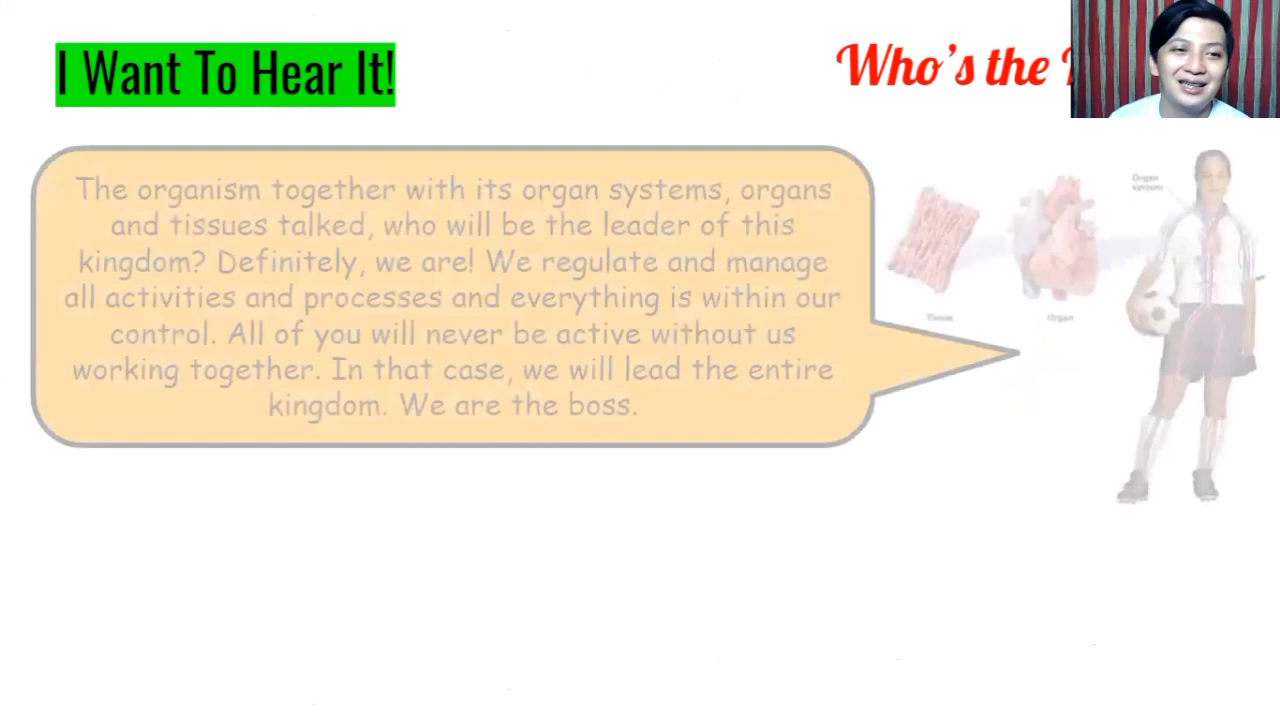 I Want To Hear It!
Who's the
The organism together with its organ systems, organs
and tissues talked, who will be the leader of this
kingdom? Definitely, we are! We regulate and manage
all activities and processes and everything is within our
control. All of you will never be active without us
working together. In that case, we will lead the entire
kingdom. We are the boss.
Organ
system
Tissue
Organ